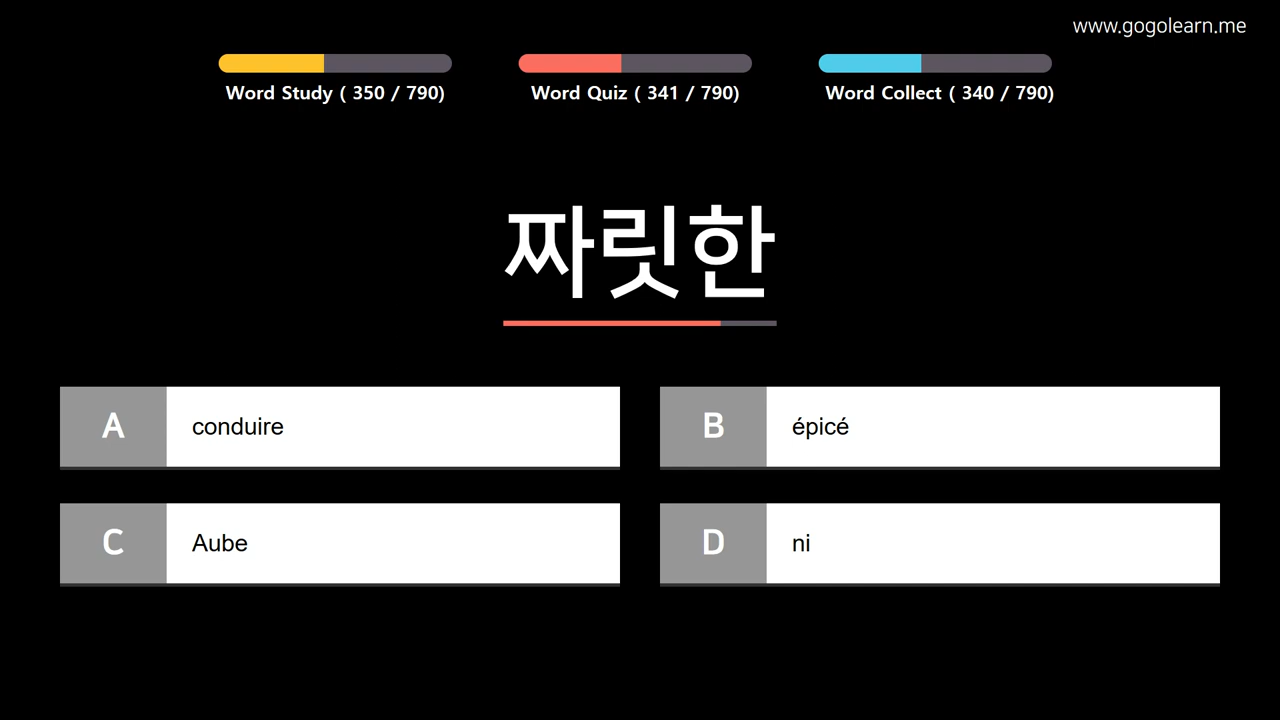 www.gogolearn.me
Word Study ( 350 / 790)
Word Quiz ( 341 / 790)
Word Collect ( 340 / 790)
짜릿한
A conduire
B épicé
C Aube
D ni